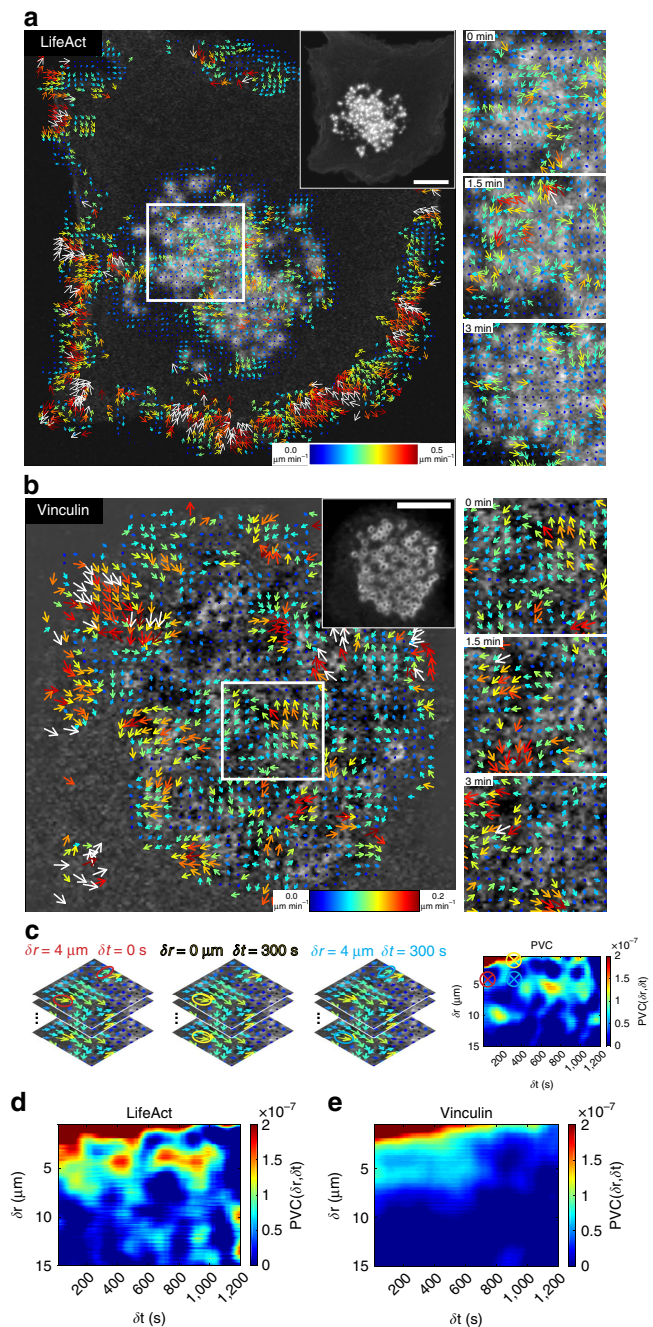 a
LifeAct
0 min
1.5 min
3 min
0.0
µm min⁻¹
0.5
µm min⁻¹
b
Vinculin
0 min
1.5 min
3 min
0.0
µm min⁻¹
0.2
µm min⁻¹
c
δr = 4 µm δt = 0 s
δr = 0 µm δt = 300 s
δr = 4 µm δt = 300 s
PVC
×10⁻⁷
δr (µm)
5
10
15
200
400
600
800
1,000
1,200
δt (s)
2
1.5
1
0.5
0
PVC(δr,δt)
d
LifeAct
×10⁻⁷
δr (µm)
5
10
15
200
400
600
800
1,000
1,200
δt (s)
2
1.5
1
0.5
0
PVC(δr,δt)
e
Vinculin
×10⁻⁷
δr (µm)
5
10
15
200
400
600
800
1,000
1,200
δt (s)
2
1.5
1
0.5
0
PVC(δr,δt)